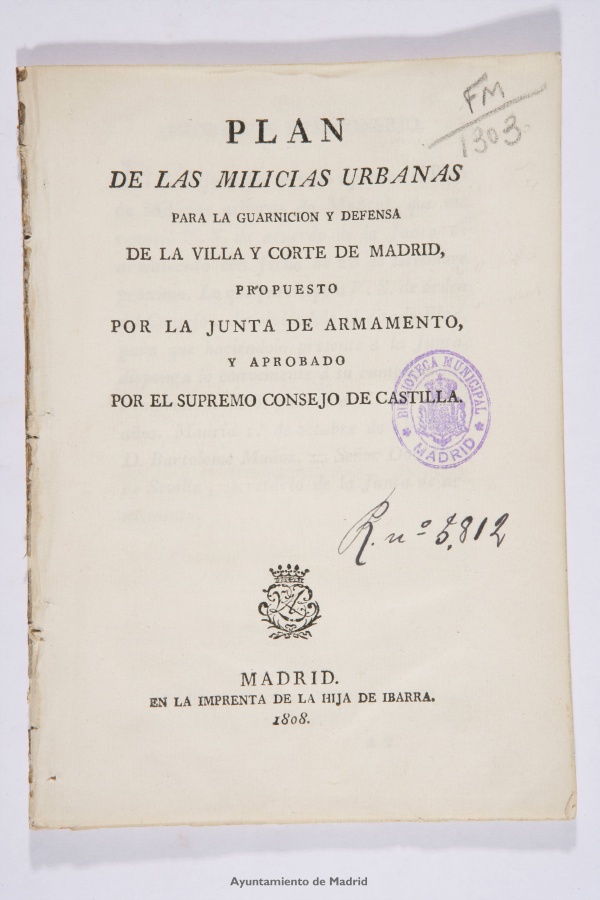 FM
1303
PLAN
DE LAS MILICIAS URBANAS
PARA LA GUARNICION Y DEFENSA
DE LA VILLA Y CORTE DE MADRID,
PROPUESTO
POR LA JUNTA DE ARMAMENTO,
Y APROBADO
POR EL SUPREMO CONSEJO DE CASTILLA.
BIBLIOTECA MUNICIPAL
MADRID
R. nº 5.812
MADRID.
EN LA IMPRENTA DE LA HIJA DE IBARRA.
1808.
Ayuntamiento de Madrid